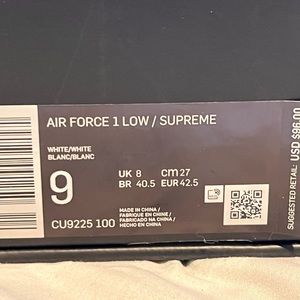 AIR FORCE 1 LOW / SUPREME
WHITE/WHITE
BLANC/BLANC
9
UK 8 cm 27
BR 40.5 EUR 42.5
CU9225 100
MADE IN CHINA /
FABRIQUÉ EN CHINE /
FABRICADO NA CHINA /
HECHO EN CHINA
SUGGESTED RETAIL: USD $96.00